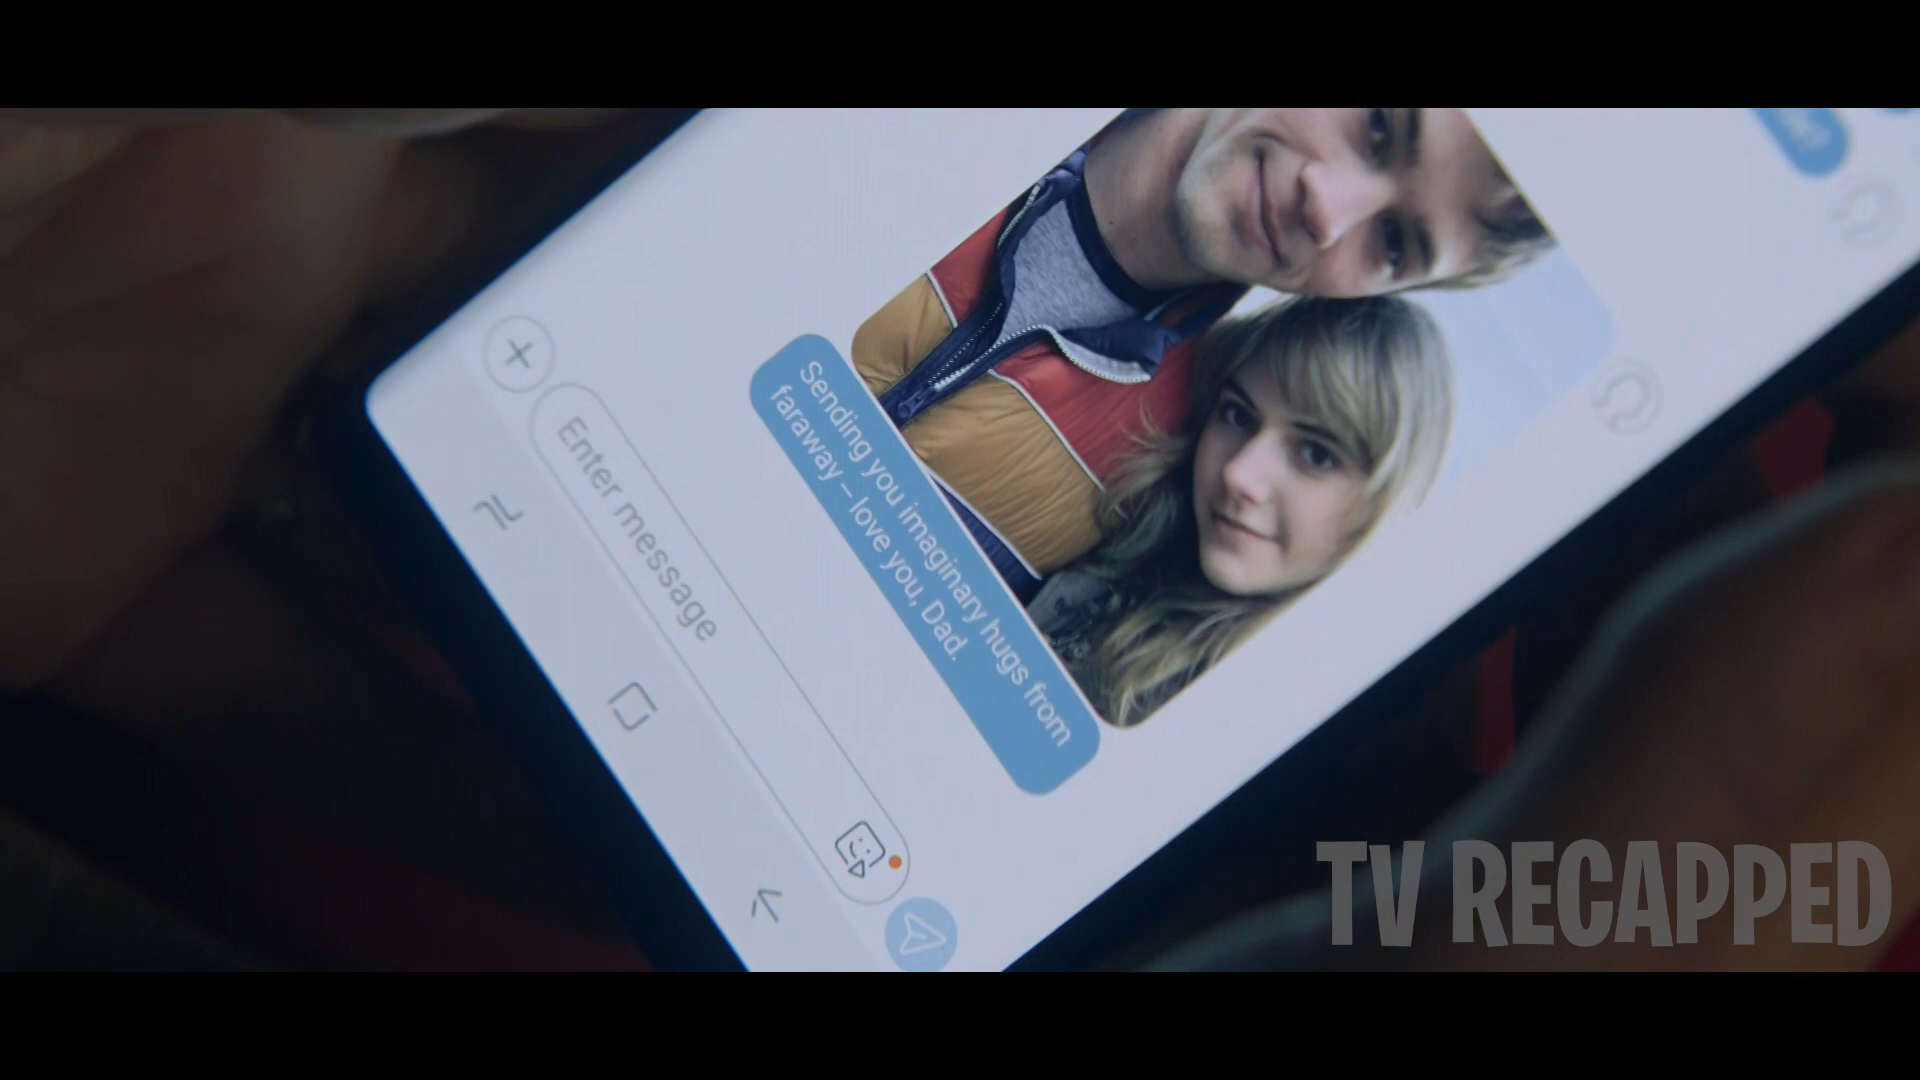 Sending you imaginary hugs from
faraway – love you, Dad.
Enter message
TV RECAPPED